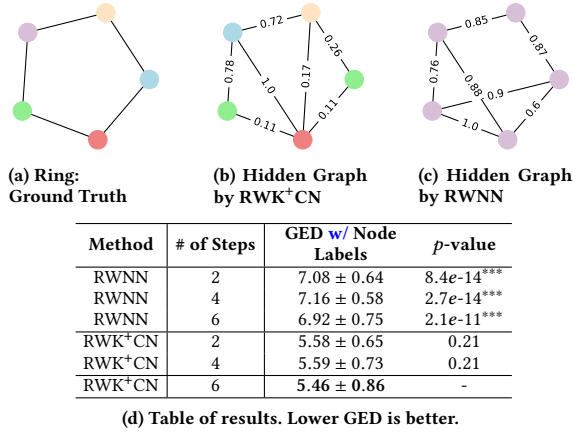 0.72
0.26
0.78
1.0
0.17
0.11
0.11
0.85
0.87
0.76
0.88
0.9
0.6
1.0
(a) Ring:
Ground Truth
(b) Hidden Graph
by RWK⁺CN
(c) Hidden Graph
by RWNN
Method # of Steps GED w/ Node Labels p-value
RWNN 2 7.08 ± 0.64 8.4e-14***
RWNN 4 7.16 ± 0.58 2.7e-14***
RWNN 6 6.92 ± 0.75 2.1e-11***
RWK⁺CN 2 5.58 ± 0.65 0.21
RWK⁺CN 4 5.59 ± 0.73 0.21
RWK⁺CN 6 5.46 ± 0.86 -
(d) Table of results. Lower GED is better.